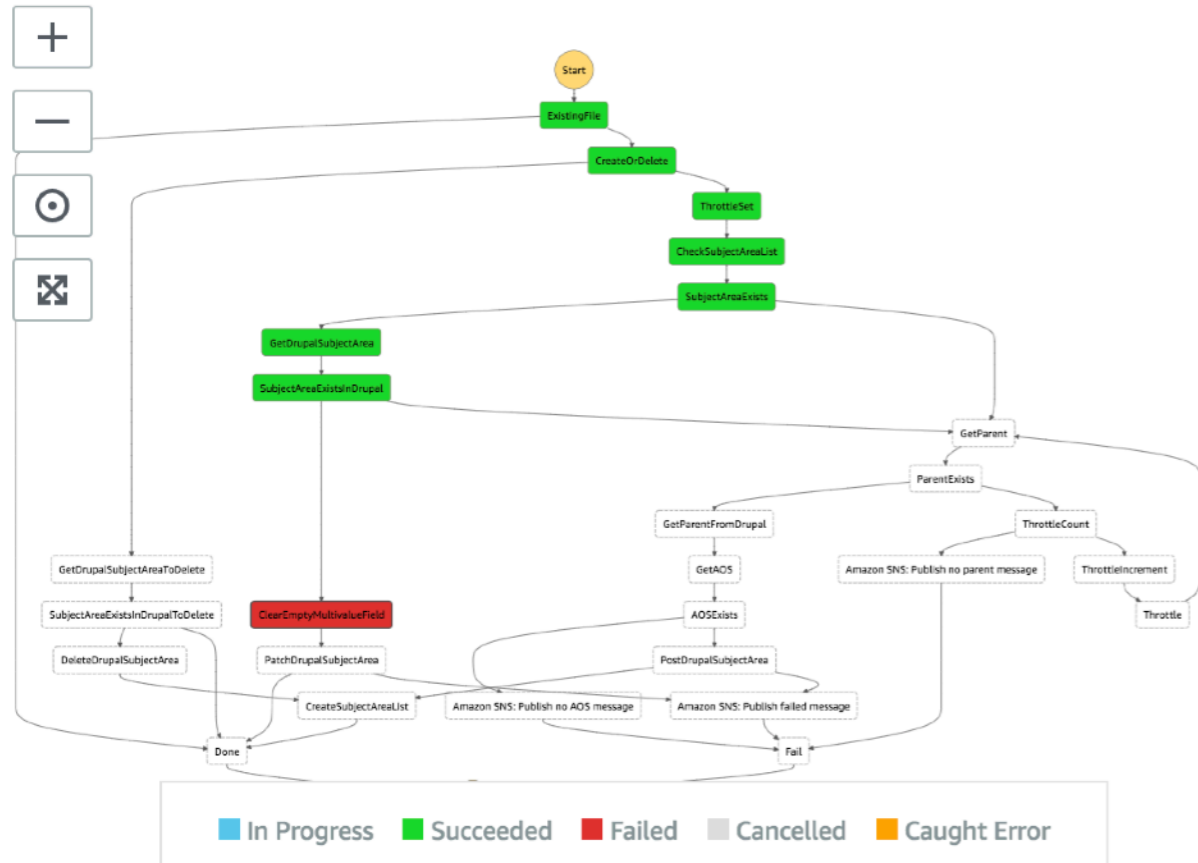 Start
ExistingFile
CreateOrDelete
ThrottleSet
CheckSubjectAreaList
SubjectAreaExists
GetDrupalSubjectArea
SubjectAreaExistsInDrupal
GetParent
ParentExists
GetParentFromDrupal
ThrottleCount
GetDrupalSubjectAreaToDelete
GetAOS
Amazon SNS: Publish no parent message
ThrottleIncrement
SubjectAreaExistsInDrupalToDelete
ClearEmptyMultivalueField
AOSExists
Throttle
DeleteDrupalSubjectArea
PatchDrupalSubjectArea
PostDrupalSubjectArea
CreateSubjectAreaList
Amazon SNS: Publish no AOS message
Amazon SNS: Publish failed message
Done
Fail
In Progress
Succeeded
Failed
Cancelled
Caught Error